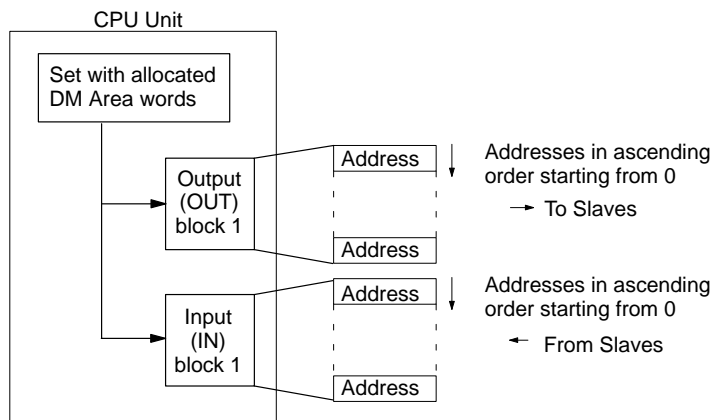 CPU Unit
Set with allocated
DM Area words
Output
(OUT)
block 1
Address
Address
Addresses in ascending
order starting from 0
To Slaves
Input
(IN)
block 1
Address
Address
Addresses in ascending
order starting from 0
From Slaves